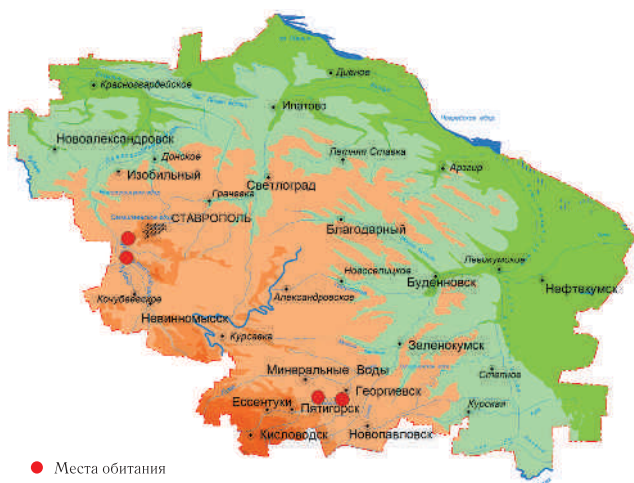 Дивное
Красногвардейское
Ипатово
Новоалександровск
Донское
Летняя Ставка
Арзгир
Изобильный
Светлоград
Грачевка
СТАВРОПОЛЬ
Благодарный
Левокумское
Новоселицкое
Буденновск
Нефтекумск
Кочубеевское
Александровское
Невинномысск
Курсавка
Зеленокумск
Минеральные Воды
Степное
Георгиевск
Ессентуки
Пятигорск
Курская
Кисловодск
Новопавловск
Места обитания